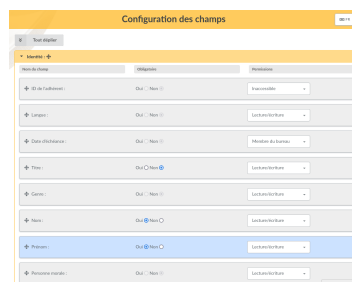 Configuration des champs
Tout déplier
Identité :
Nom du champ Obligatoire Permissions
ID de l'adhérent : Oui Non Inaccessible
Langue : Oui Non Lecture/écriture
Date d'échéance : Oui Non Membre du bureau
Titre : Oui Non Lecture/écriture
Genre : Oui Non Lecture/écriture
Nom : Oui Non Lecture/écriture
Prénom : Oui Non Lecture/écriture
Personne morale : Oui Non Lecture/écriture